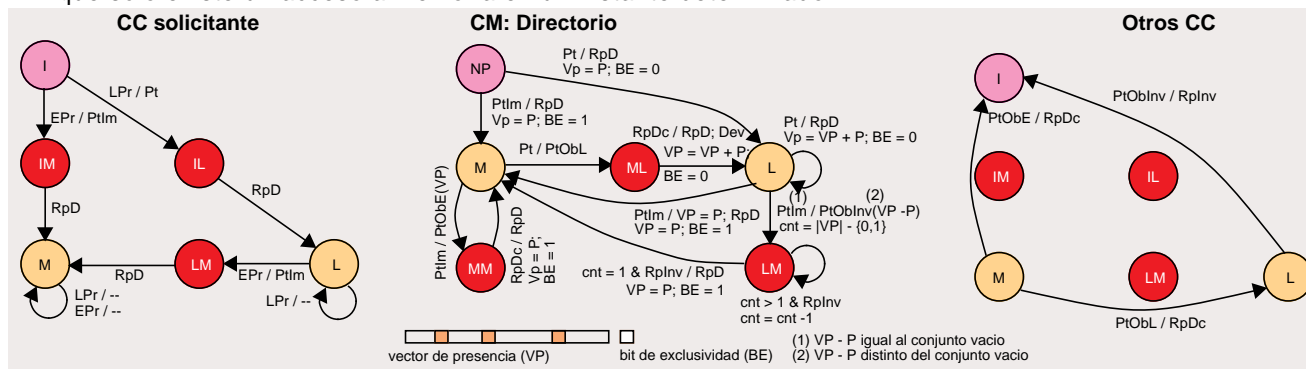 CC solicitante
CM: Directorio
Otros CC
I
LPr / Pt
EPr / PtIm
IM
IL
RpD
RpD
M
LM
L
RpD
EPr / PtIm
LPr / --
EPr / --
LPr / --
NP
Pt / RpD
Vp = P; BE = 0
PtIm / RpD
Vp = P; BE = 1
M
Pt / PtObL
ML
RpDc / RpD; Dev
VP = VP + P;
BE = 0
L
Pt / RpD
Vp = VP + P; BE = 0
(1)
(2)
PtIm / VP = P; RpD
VP = P; BE = 1
PtIm / PtObInv(VP -P)
cnt = |VP| - {0,1}
PtIm / PtObE(VP)
RpDc / RpD
Vp = P;
BE = 1
MM
cnt = 1 & RpInv / RpD
VP = P; BE = 1
LM
cnt > 1 & RpInv
cnt = cnt -1
vector de presencia (VP)
bit de exclusividad (BE)
(1) VP - P igual al conjunto vacio
(2) VP - P distinto del conjunto vacio
I
PtObInv / RpInv
PtObE / RpDc
IM
IL
M
LM
L
PtObL / RpDc